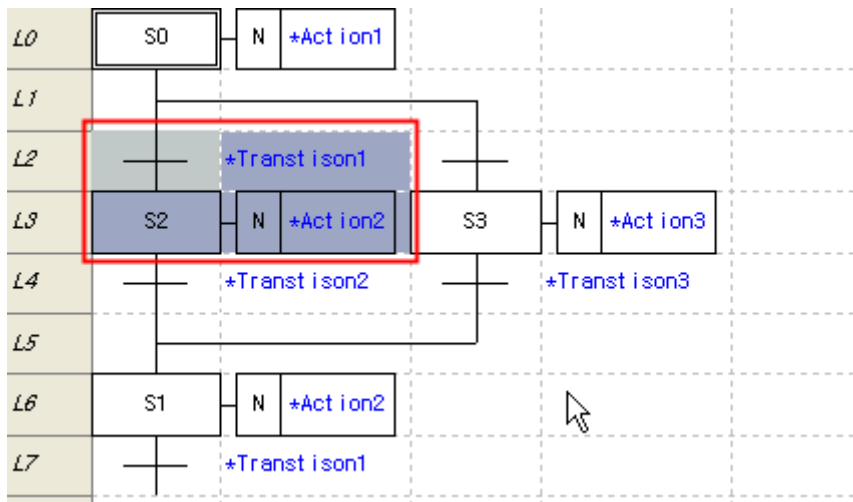 L0 S0 N *Action1
L1
L2 *Transtison1
L3 S2 N *Action2 S3 N *Action3
L4 *Transtison2 *Transtison3
L5
L6 S1 N *Action2
L7 *Transtison1